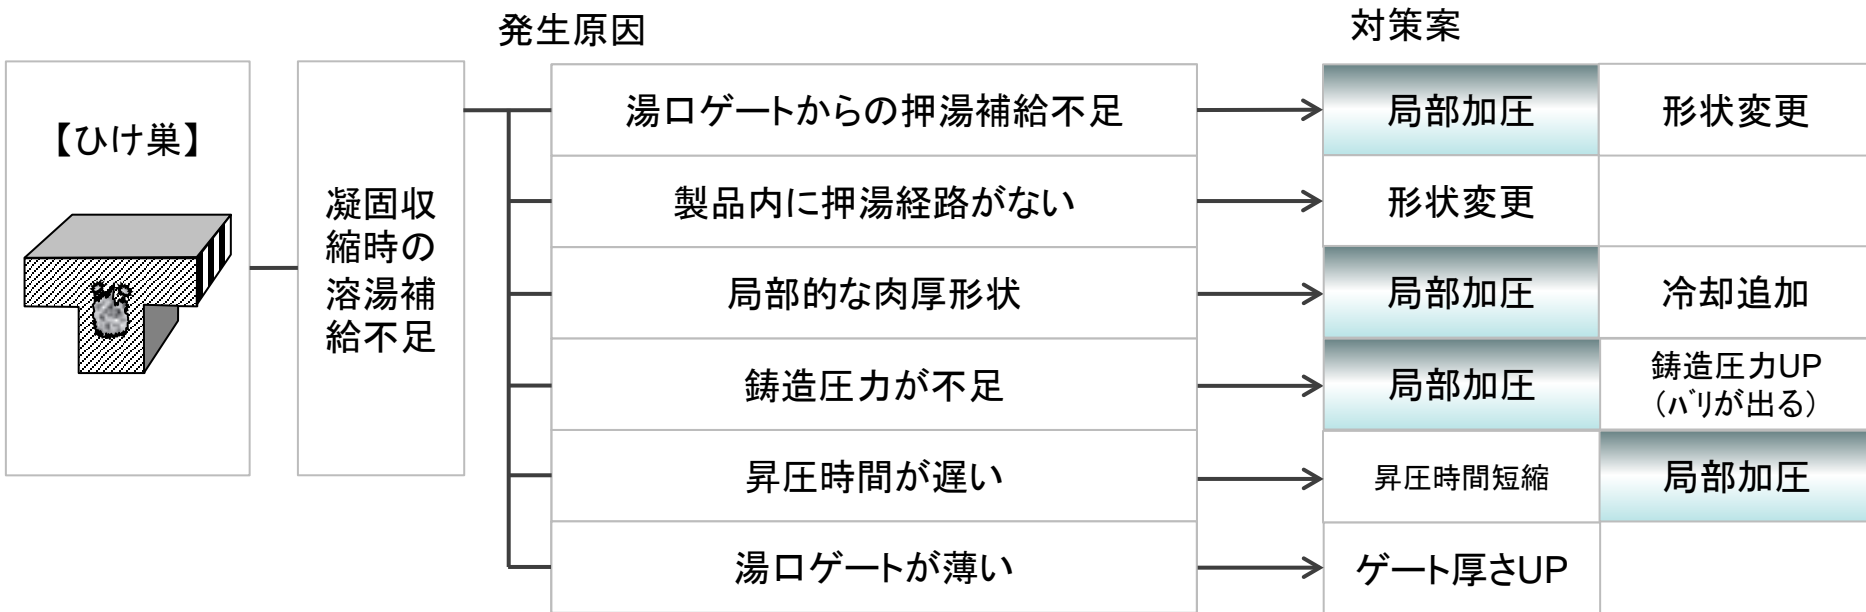 発生原因
対策案
【ひけ巣】
凝固収
縮時の
溶湯補
給不足
湯口ゲートからの押湯補給不足
局部加圧
形状変更
製品内に押湯経路がない
形状変更
局部的な肉厚形状
局部加圧
冷却追加
鋳造圧力が不足
局部加圧
鋳造圧力UP
(ﾊﾞﾘが出る)
昇圧時間が遅い
昇圧時間短縮
局部加圧
湯口ゲートが薄い
ゲート厚さUP